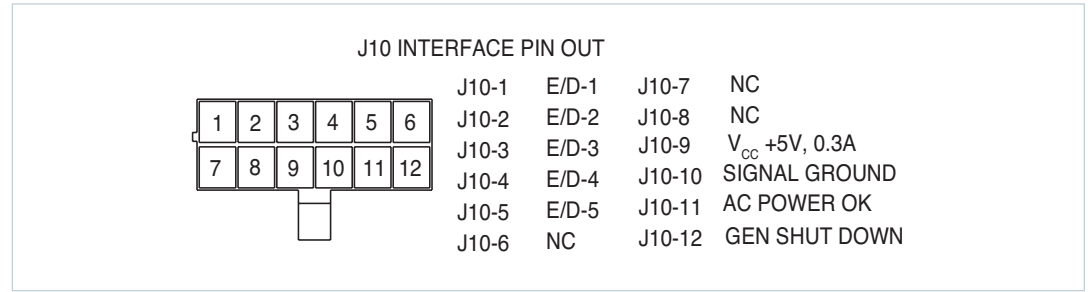 J10 INTERFACE PIN OUT
J10-1 E/D-1 J10-7 NC
J10-2 E/D-2 J10-8 NC
J10-3 E/D-3 J10-9 VCC +5V, 0.3A
J10-4 E/D-4 J10-10 SIGNAL GROUND
J10-5 E/D-5 J10-11 AC POWER OK
J10-6 NC J10-12 GEN SHUT DOWN
1 2 3 4 5 6
7 8 9 10 11 12